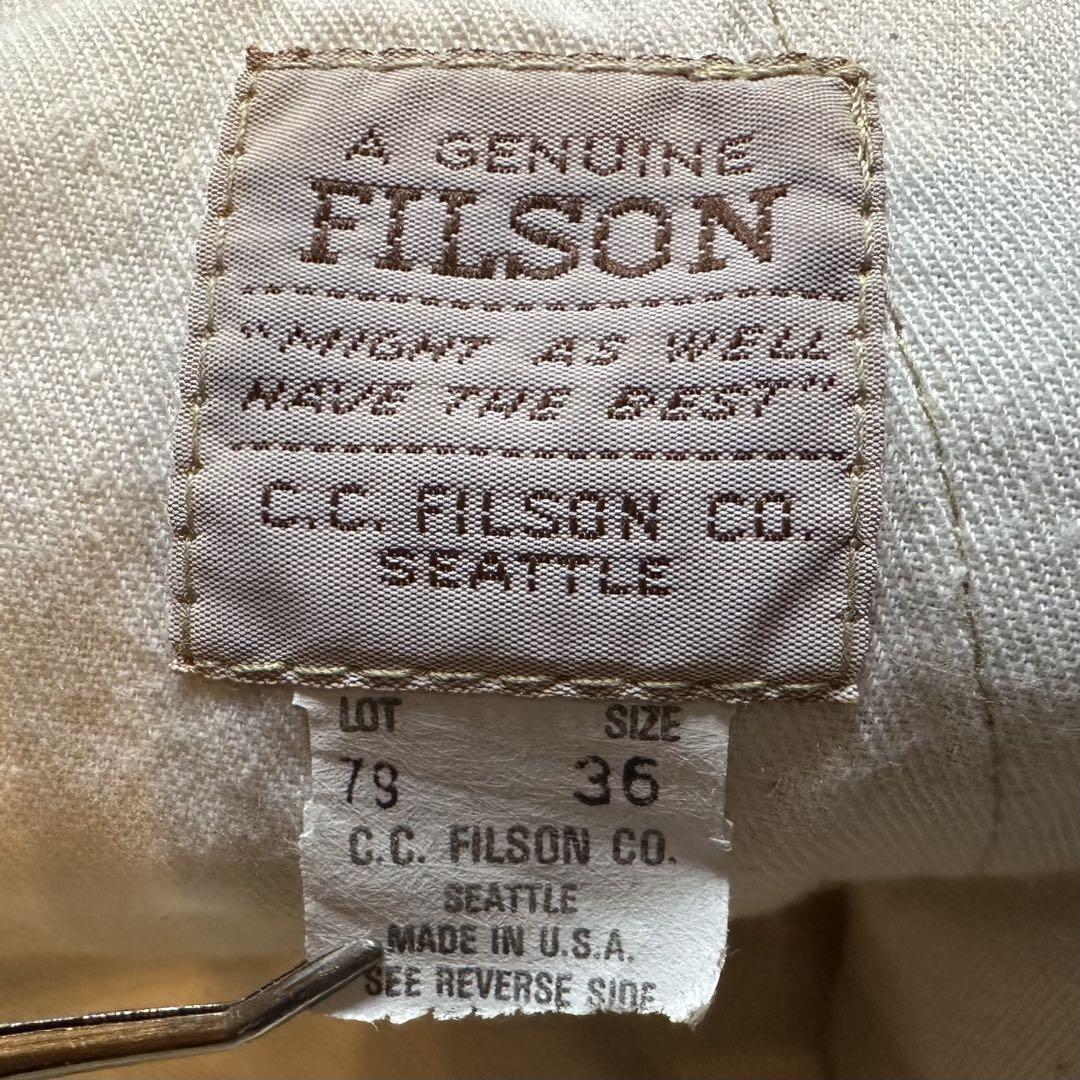 A GENUINE
FILSON
"MIGHT AS WELL
HAVE THE BEST"
C.C. FILSON CO.
SEATTLE
LOT SIZE
79 36
C.C. FILSON CO.
SEATTLE
MADE IN U.S.A.
SEE REVERSE SIDE